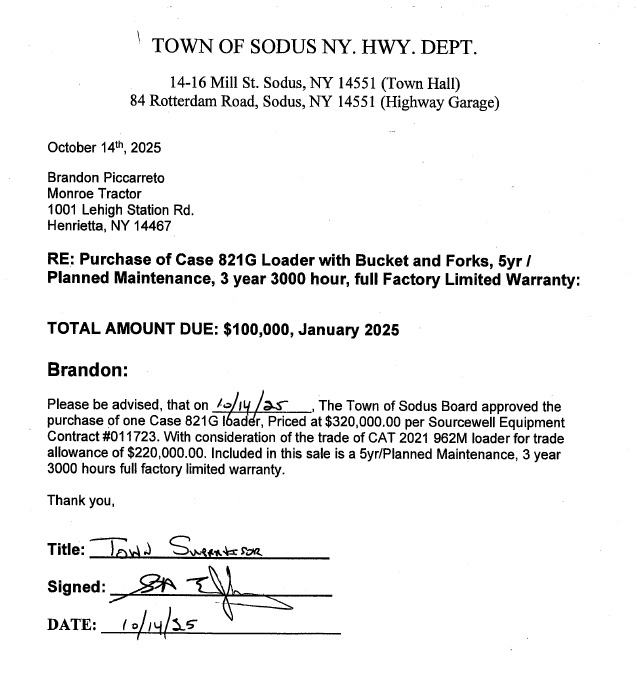 TOWN OF SODUS NY. HWY. DEPT.
14-16 Mill St. Sodus, NY 14551 (Town Hall)
84 Rotterdam Road, Sodus, NY 14551 (Highway Garage)
October 14th, 2025
Brandon Piccarreto
Monroe Tractor
1001 Lehigh Station Rd.
Henrietta, NY 14467
RE: Purchase of Case 821G Loader with Bucket and Forks, 5yr /
Planned Maintenance, 3 year 3000 hour, full Factory Limited Warranty:
TOTAL AMOUNT DUE: $100,000, January 2025
Brandon:
Please be advised, that on 10/14/25, The Town of Sodus Board approved the
purchase of one Case 821G loader, Priced at $320,000.00 per Sourcewell Equipment
Contract #011723. With consideration of the trade of CAT 2021 962M loader for trade
allowance of $220,000.00. Included in this sale is a 5yr/Planned Maintenance, 3 year
3000 hours full factory limited warranty.
Thank you,
Title: Town Supervisor
Signed:
DATE: 10/14/25